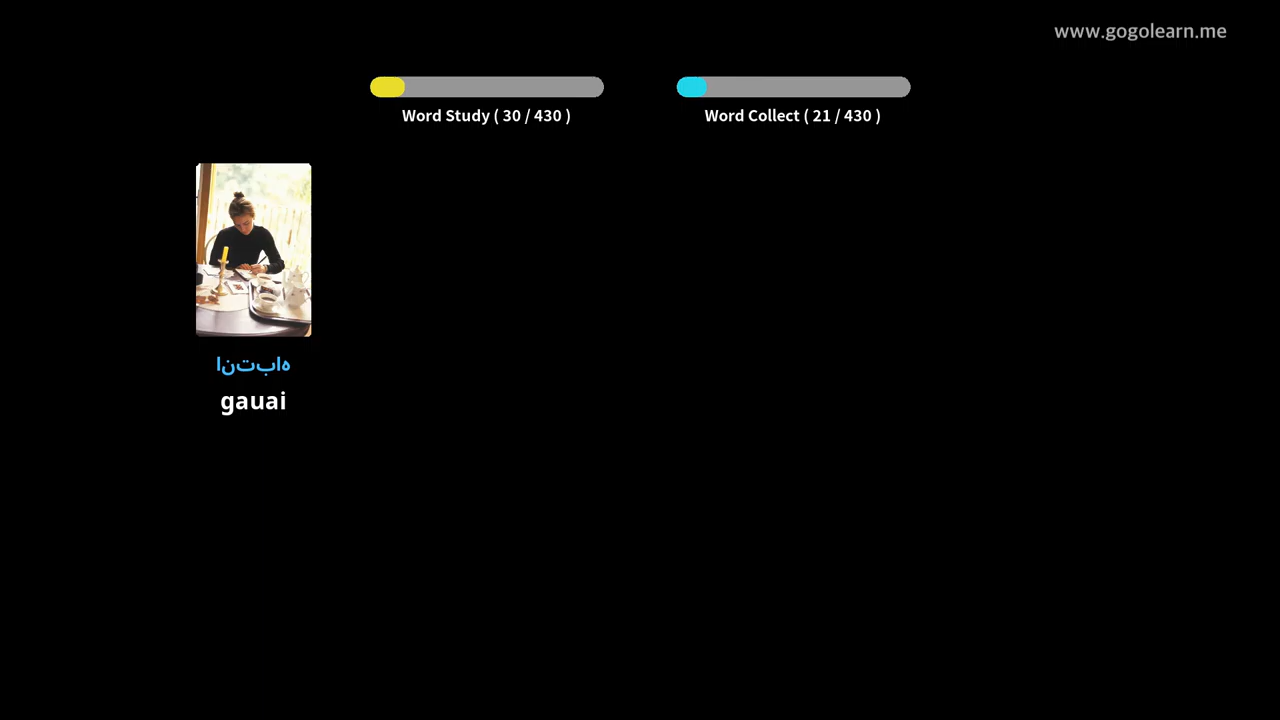 www.gogolearn.me
Word Study ( 30 / 430 )
Word Collect ( 21 / 430 )
انتباه
gauai